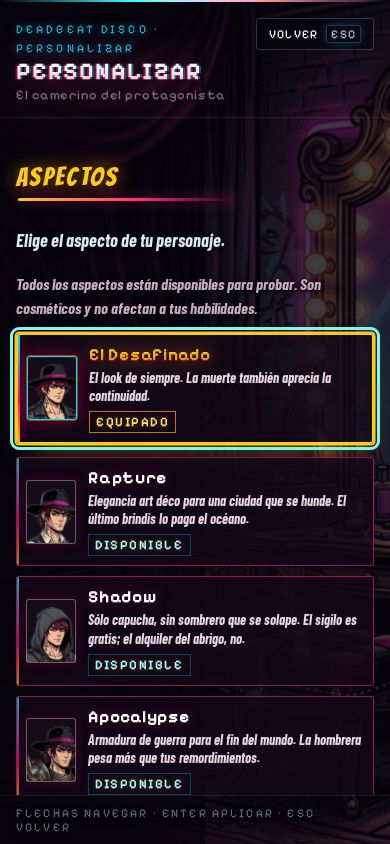 DEADBEAT DISCO ·
PERSONALIZAR
VOLVER ESC
PERSONALIZAR
El camerino del protagonista
ASPECTOS
Elige el aspecto de tu personaje.
Todos los aspectos están disponibles para probar. Son
cosméticos y no afectan a tus habilidades.
El Desafinado
El look de siempre. La muerte también aprecia la
continuidad.
EQUIPADO
Rapture
Elegancia art déco para una ciudad que se hunde. El
último brindis lo paga el océano.
DISPONIBLE
Shadow
Sólo capucha, sin sombrero que se solape. El sigilo es
gratis; el alquiler del abrigo, no.
DISPONIBLE
Apocalypse
Armadura de guerra para el fin del mundo. La hombrera
pesa más que tus remordimientos.
DISPONIBLE
FLECHAS NAVEGAR · ENTER APLICAR · ESC
VOLVER